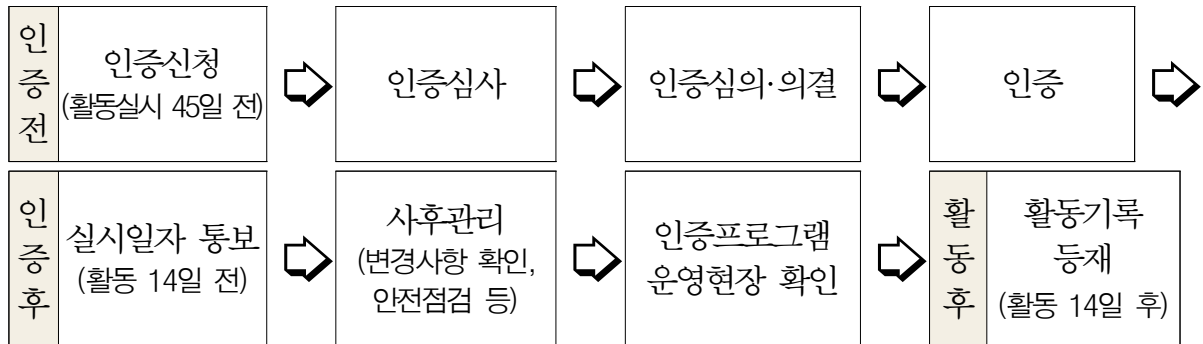 인증전
인증신청
(활동실시 45일 전)
인증심사
인증심의·의결
인증
인증후
실시일자 통보
(활동 14일 전)
사후관리
(변경사항 확인,
안전점검 등)
인증프로그램
운영현장 확인
활동후
활동기록
등재
(활동 14일 후)